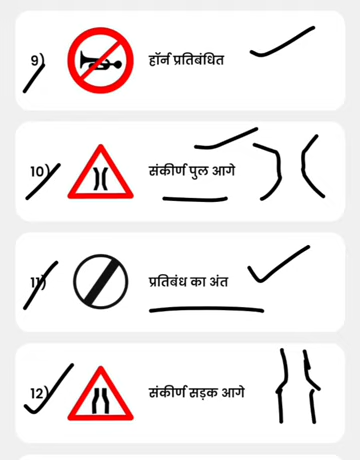 9) हॉर्न प्रतिबंधित
10) संकीर्ण पुल आगे
11) प्रतिबंध का अंत
12) संकीर्ण सड़क आगे